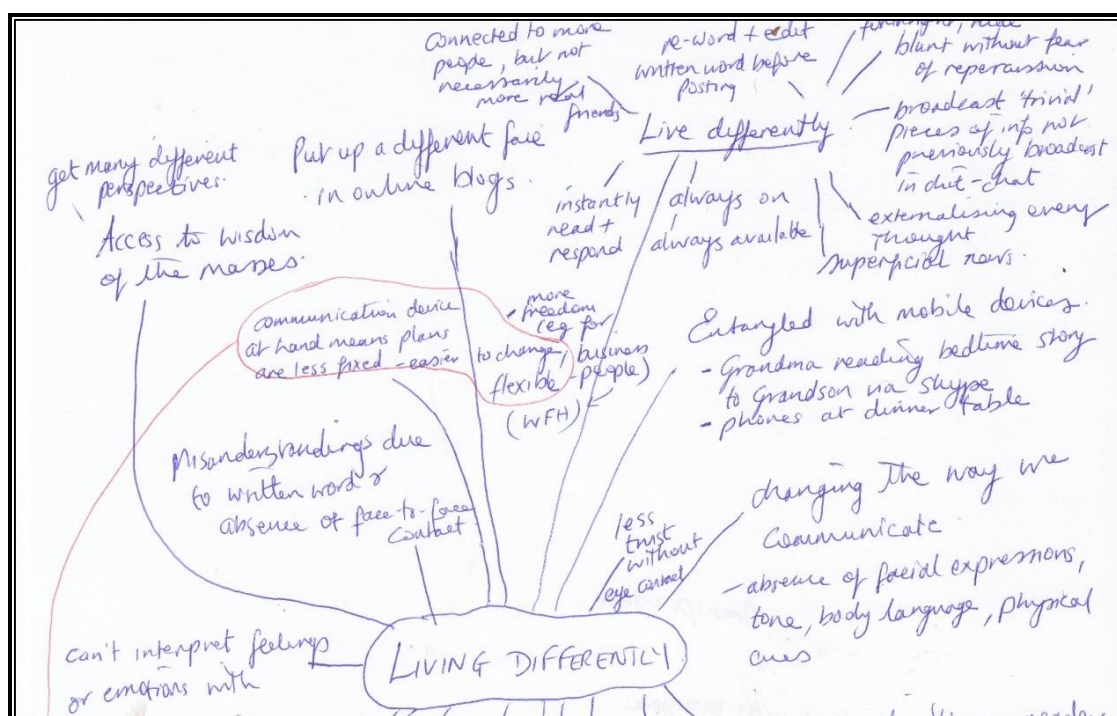 Connected to more
people, but not
necessarily
more real
friends
re-word + edit
written word before
posting
blunt without fear
of repercussion
Live differently
- broadcast 'trivial'
pieces of info not
previously broadcast
in chit-chat
externalising every
thought
superficial news.
instantly
read +
respond
always on
always available
get many different
perspectives.
Put up a different face
in online blogs.
Access to wisdom
of the masses.
communication device
at hand means plans
are less fixed - easier to change,
flexible
more
freedom
(eg for
business
people)
(WFH)
Entangled with mobile devices.
- Grandma reading bedtime story
to Grandson via skype
- phones at dinner table
Misunderstandings due
to written word &
absence of face-to-face
contact
less
trust
without
eye contact
changing the way we
communicate
- absence of facial expressions,
tone, body language, physical
cues
can't interpret feelings
or emotions with
LIVING DIFFERENTLY